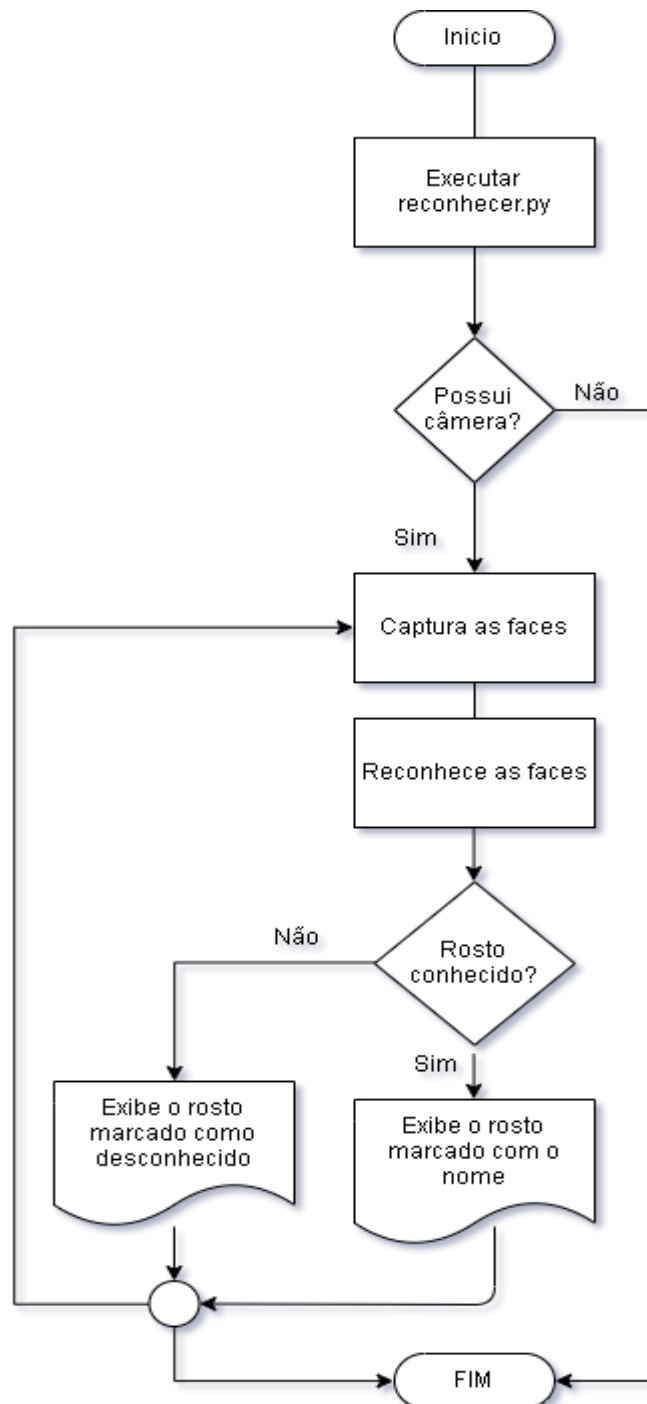 Inicio
Executar
reconhecer.py
Possui
câmera?
Não
Sim
Captura as faces
Reconhece as faces
Não
Rosto
conhecido?
Sim
Exibe o rosto
marcado como
desconhecido
Exibe o rosto
marcado com o
nome
FIM